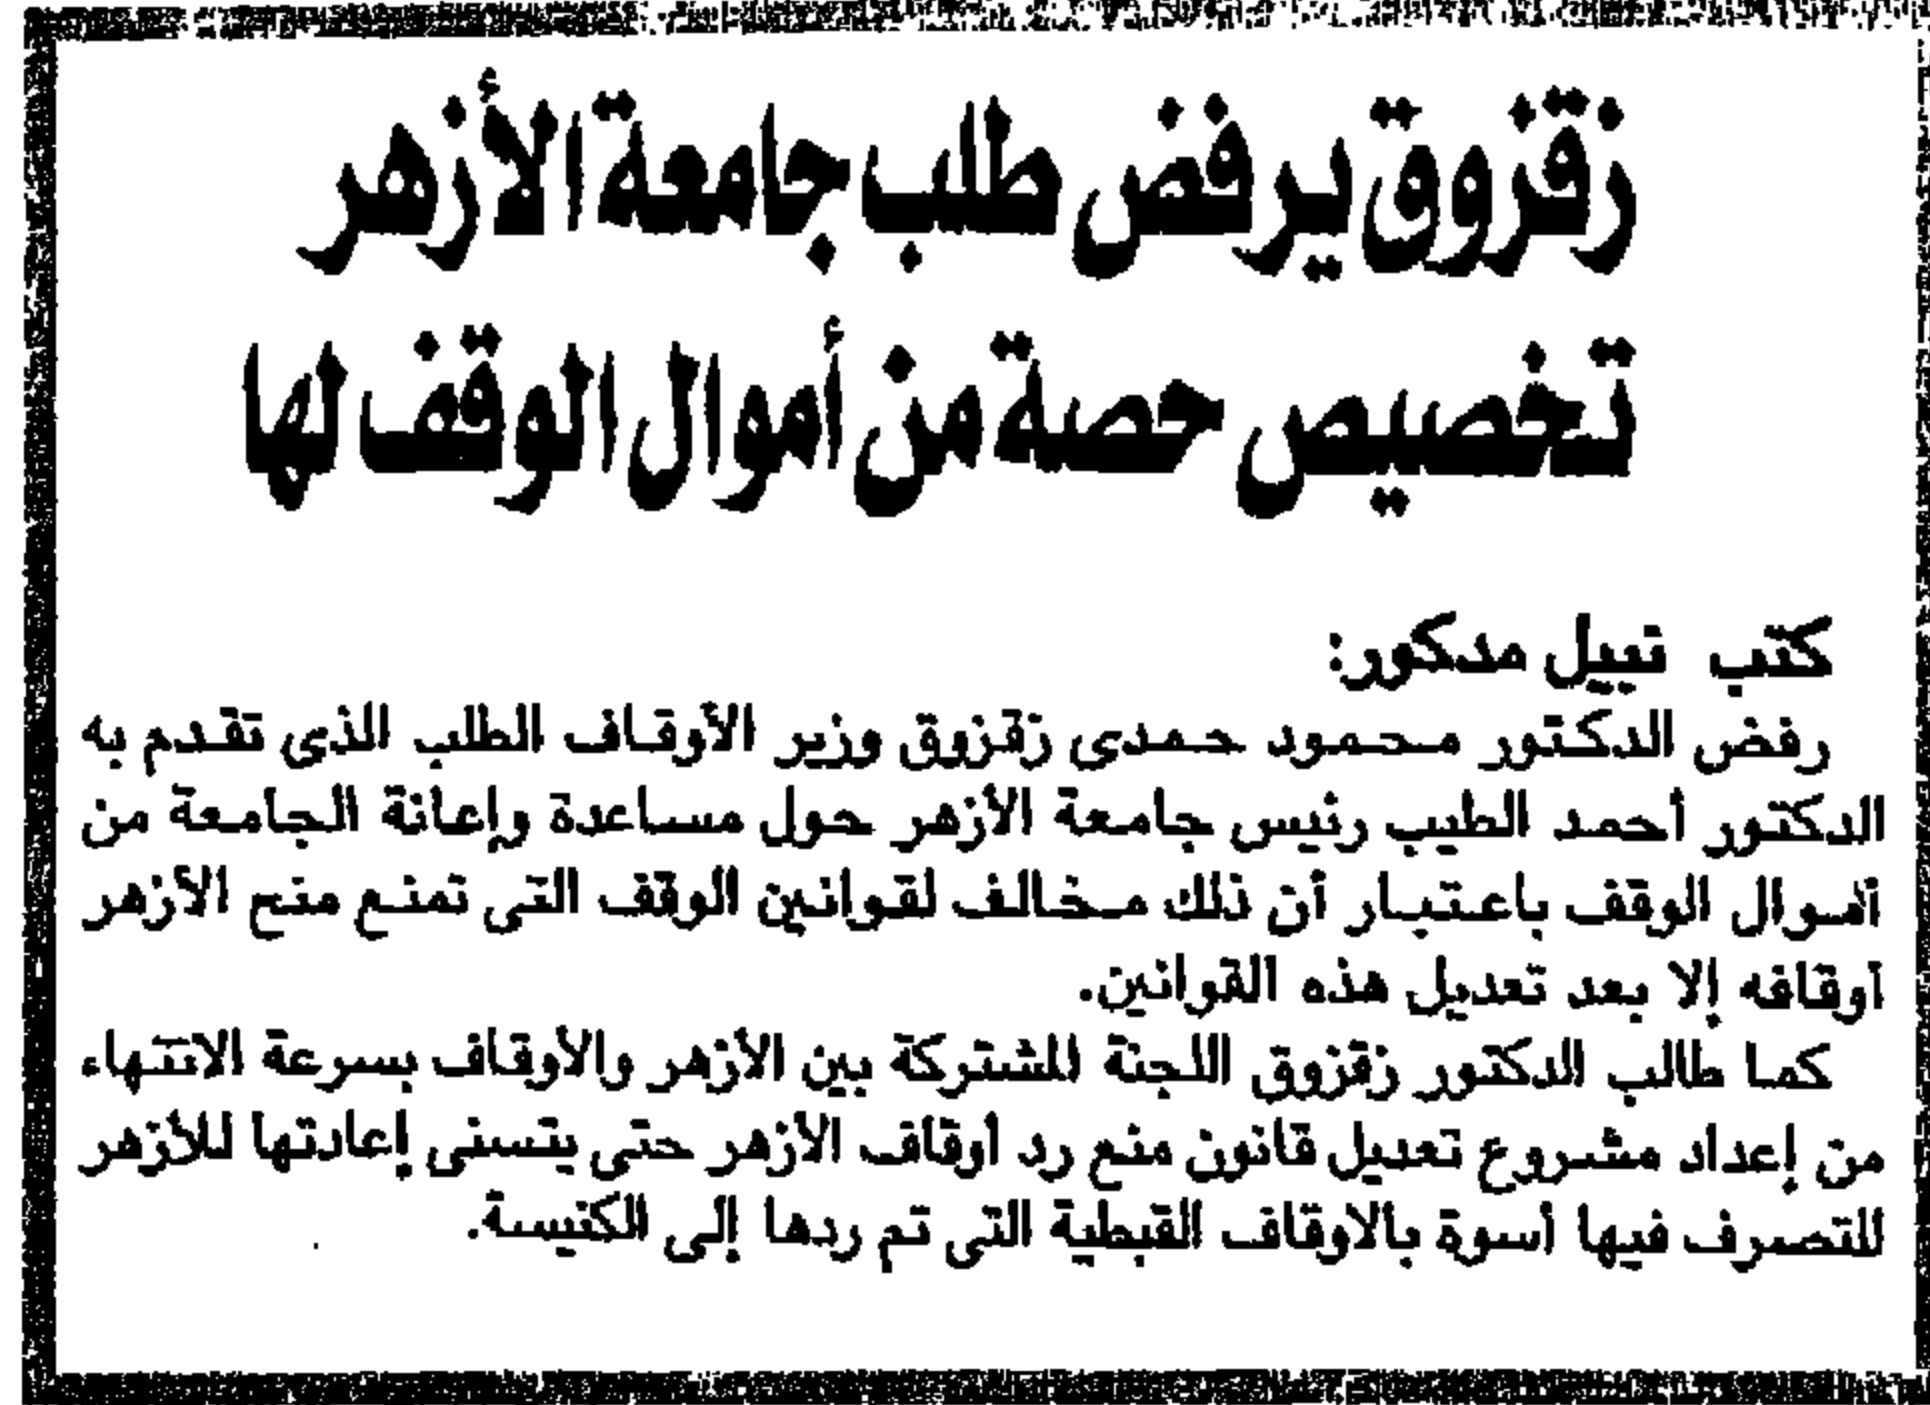 زقزوق يرفض طلب جامعة الأزهر
تخصيص حصة من أموال الوقف لها
كتب نبيل مدكور:
رفض الدكتور محمود حمدى زقزوق وزير الأوقاف الطلب الذى تقدم به
الدكتور أحمد الطيب رئيس جامعة الأزهر حول مساعدة وإعانة الجامعة من
أموال الوقف باعتبار أن ذلك مخالف لقوانين الوقف التى تمنع منح الأزهر
أوقافه إلا بعد تعديل هذه القوانين.
كما طالب الدكتور زقزوق اللجنة المشتركة بين الأزهر والأوقاف بسرعة الانتهاء
من إعداد مشروع تعديل قانون منع رد أوقاف الأزهر حتى يتسنى إعادتها للأزهر
للتصرف فيها أسوة بالاوقاف القبطية التى تم ردها إلى الكنيسة.